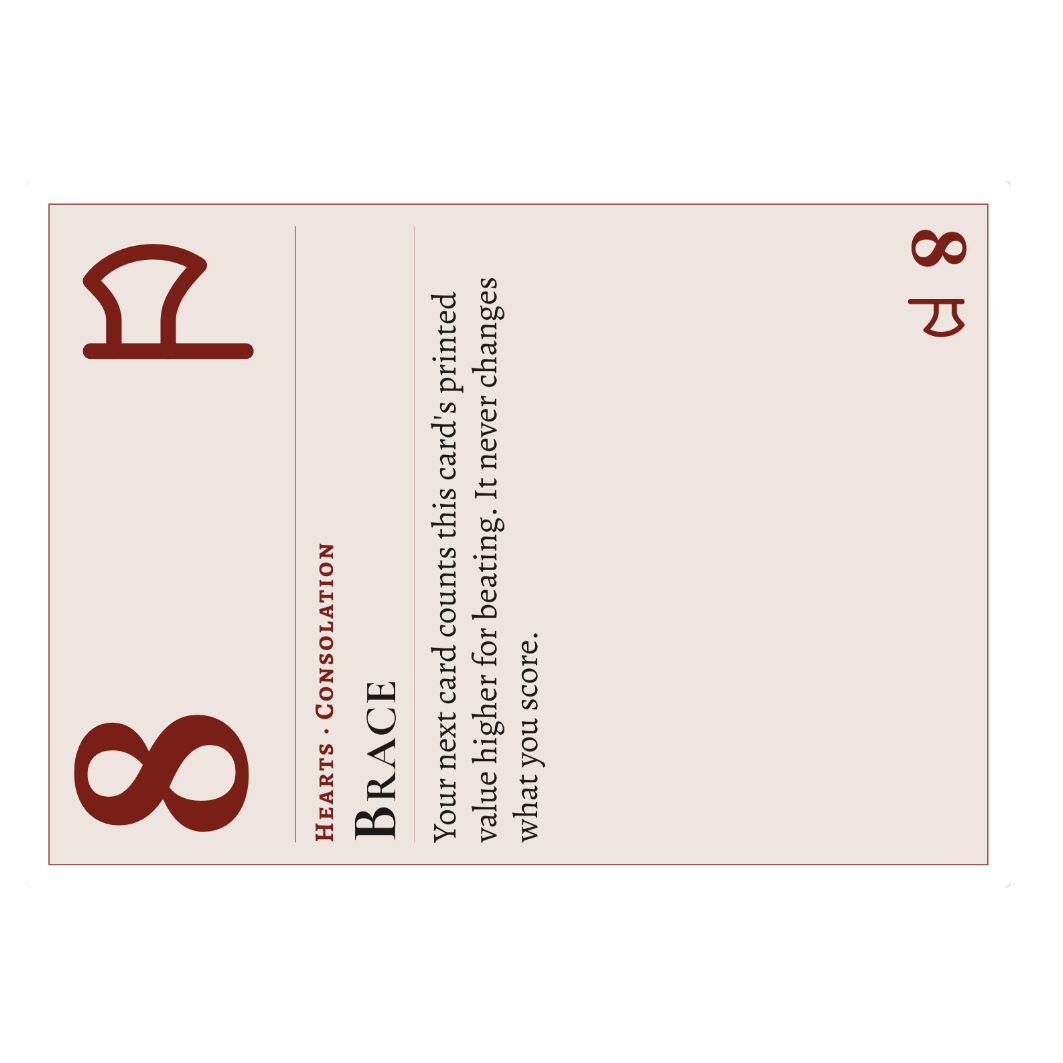 8
HEARTS · CONSOLATION
BRACE
Your next card counts this card's printed
value higher for beating. It never changes
what you score.
8